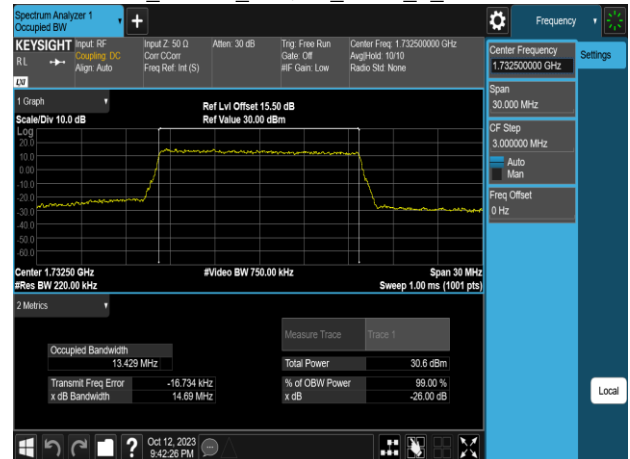 Spectrum Analyzer 1
Occupied BW
Frequency
KEYSIGHT
RL
LXI
Input: RF
Coupling: DC
Align: Auto
Input Z: 50 Ω
Corr CCorr
Freq Ref: Int (S)
Atten: 30 dB
Trig: Free Run
Gate: Off
#IF Gain: Low
Center Freq: 1.732500000 GHz
Avg|Hold: 10/10
Radio Std: None
Center Frequency
1.732500000 GHz
Settings
Span
30.000 MHz
CF Step
3.000000 MHz
Auto
Man
Freq Offset
0 Hz
1 Graph
Scale/Div 10.0 dB
Ref Lvl Offset 15.50 dB
Ref Value 30.00 dBm
Log
20.0
10.0
0.00
-10.0
-20.0
-30.0
-40.0
-50.0
-60.0
Center 1.73250 GHz
#Video BW 750.00 kHz
Span 30 MHz
#Res BW 220.00 kHz
Sweep 1.00 ms (1001 pts)
2 Metrics
Measure Trace
Trace 1
Occupied Bandwidth
13.429 MHz
Total Power
30.6 dBm
Transmit Freq Error
-16.734 kHz
% of OBW Power
99.00 %
x dB Bandwidth
14.69 MHz
x dB
-26.00 dB
Local
?
Oct 12, 2023
9:42:26 PM